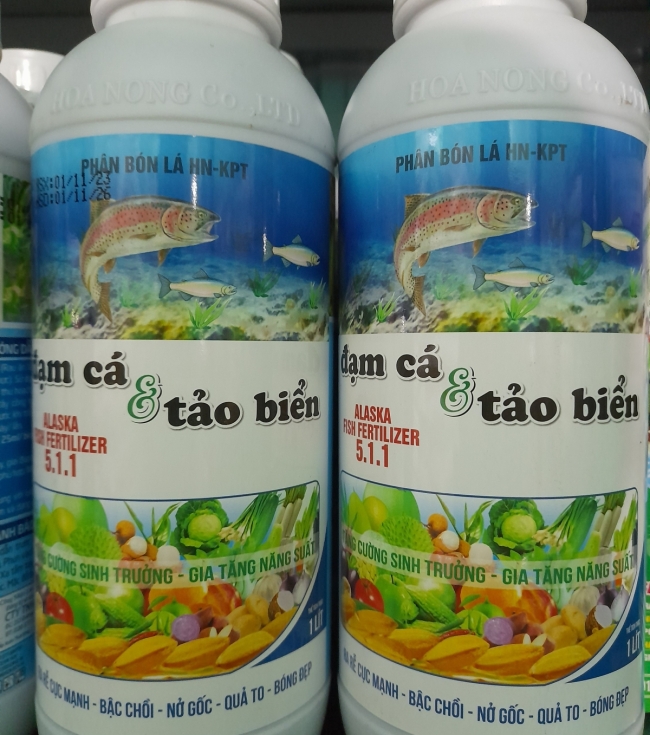 HOA NONG Co.,LTD
PHÂN BÓN LÁ HN-KPT
NSX:01/11/23
HSD:01/11/26
đạm cá
&
tảo biển
ALASKA
FISH FERTILIZER
5.1.1
CƯỜNG SINH TRƯỞNG - GIA TĂNG NĂNG SUẤT
1 LÍT
RA RỄ CỰC MẠNH - BẬC CHỒI - NỞ GỐC - QUẢ TO - BÓNG ĐẸP
HOA NONG Co.,LTD
PHÂN BÓN LÁ HN-KPT
đạm cá
&
tảo biển
ALASKA
FISH FERTILIZER
5.1.1
CƯỜNG SINH TRƯỞNG - GIA TĂNG NĂNG SUẤT
1 LÍT
RA RỄ CỰC MẠNH - BẬC CHỒI - NỞ GỐC - QUẢ TO - BÓNG ĐẸP